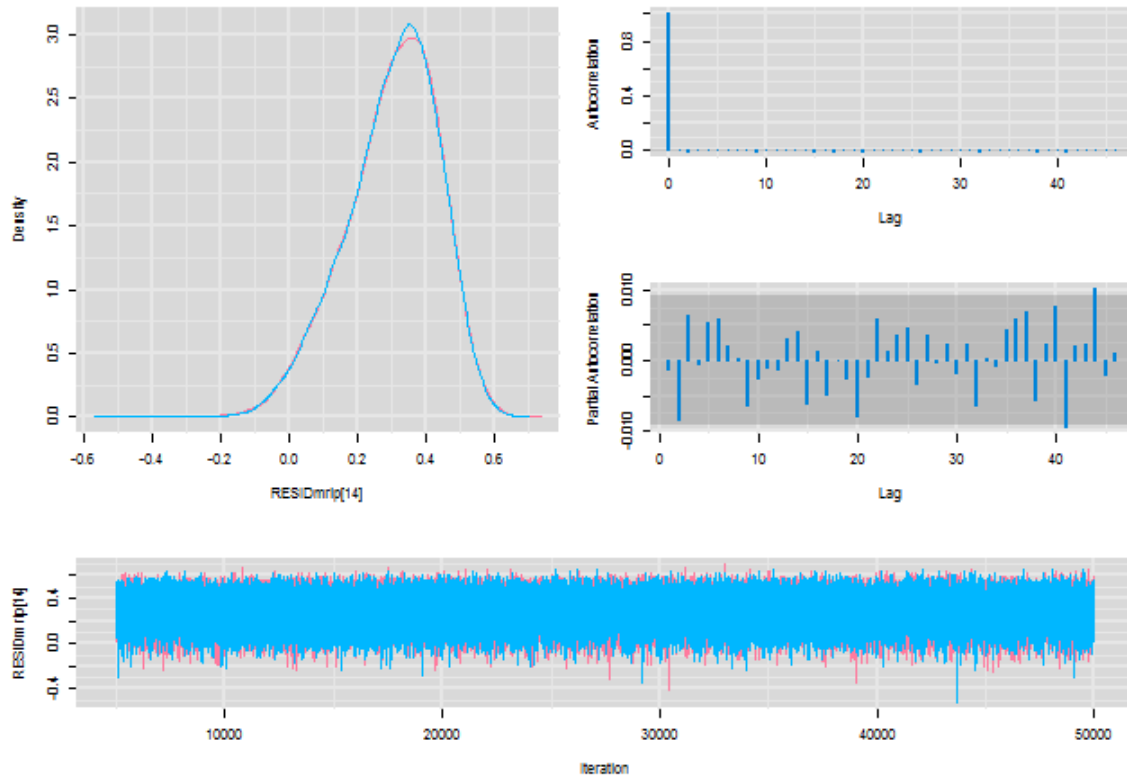 Density
0.0 0.5 1.0 1.5 2.0 2.5 3.0
-0.6 -0.4 -0.2 0.0 0.2 0.4 0.6
RESIDmrip[14]
Autocorrelation
0.0 0.4 0.8
0 10 20 30 40
Lag
Partial Autocorrelation
-0.010 0.000 0.010
0 10 20 30 40
Lag
RESIDmrip[14]
-0.4 0.0 0.4
10000 20000 30000 40000 50000
Iteration